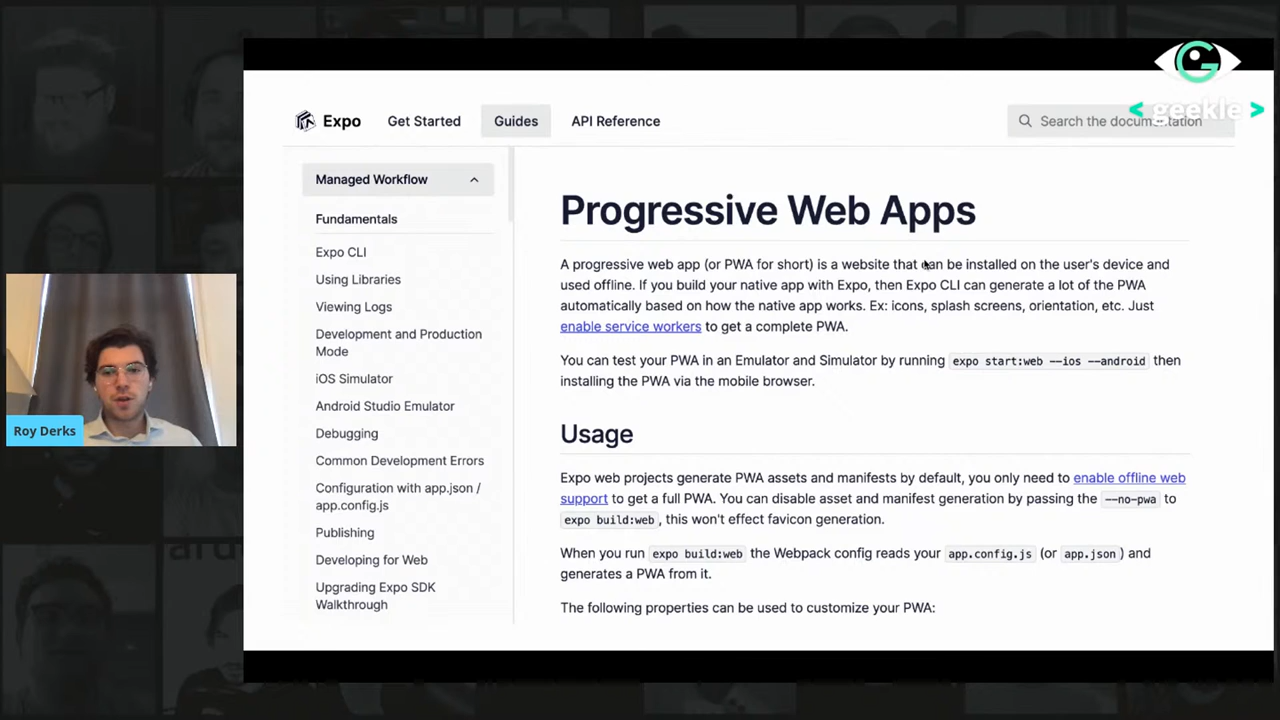 < geekle >
Expo
Get Started
Guides
API Reference
Search the documentation
Managed Workflow
Fundamentals
Expo CLI
Using Libraries
Viewing Logs
Development and Production
Mode
iOS Simulator
Android Studio Emulator
Debugging
Common Development Errors
Configuration with app.json /
app.config.js
Publishing
Developing for Web
Upgrading Expo SDK
Walkthrough
Progressive Web Apps
A progressive web app (or PWA for short) is a website that can be installed on the user's device and
used offline. If you build your native app with Expo, then Expo CLI can generate a lot of the PWA
automatically based on how the native app works. Ex: icons, splash screens, orientation, etc. Just
enable service workers to get a complete PWA.
You can test your PWA in an Emulator and Simulator by running expo start:web --ios --android then
installing the PWA via the mobile browser.
Usage
Expo web projects generate PWA assets and manifests by default, you only need to enable offline web
support to get a full PWA. You can disable asset and manifest generation by passing the --no-pwa to
expo build:web, this won't effect favicon generation.
When you run expo build:web the Webpack config reads your app.config.js (or app.json) and
generates a PWA from it.
The following properties can be used to customize your PWA:
Roy Derks